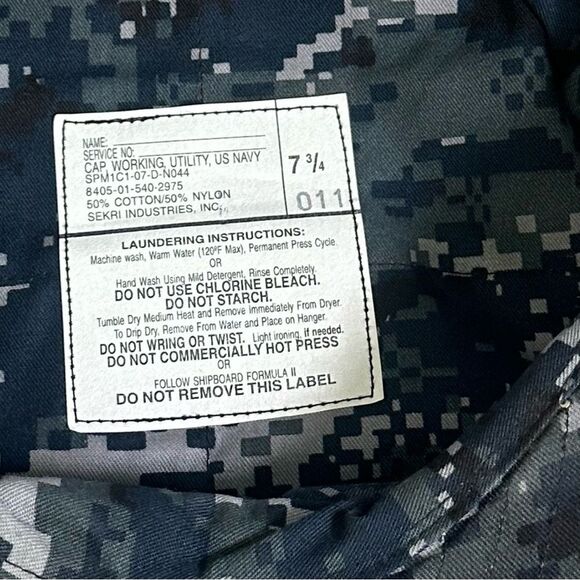 NAME:
SERVICE NO:
CAP, WORKING, UTILITY, US NAVY
SPM1C1-07-D-N044
8405-01-540-2975
50% COTTON/50% NYLON
SEKRI INDUSTRIES, INC.
7 3/4
011
LAUNDERING INSTRUCTIONS:
Machine wash, Warm Water (120ºF Max), Permanent Press Cycle.
OR
Hand Wash Using Mild Detergent, Rinse Completely.
DO NOT USE CHLORINE BLEACH.
DO NOT STARCH.
Tumble Dry Medium Heat and Remove Immediately From Dryer.
To Drip Dry, Remove From Water and Place on Hanger.
DO NOT WRING OR TWIST. Light ironing, if needed.
DO NOT COMMERCIALLY HOT PRESS
OR
FOLLOW SHIPBOARD FORMULA II
DO NOT REMOVE THIS LABEL